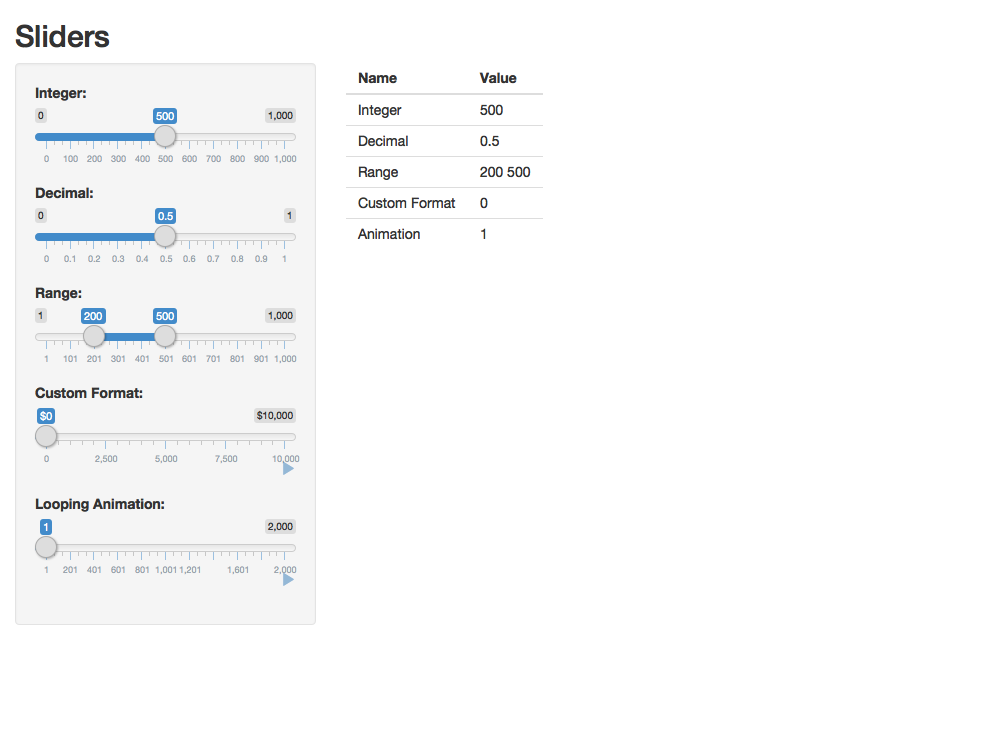 Sliders
Integer:
0 500 1,000
0 100 200 300 400 500 600 700 800 900 1,000
Decimal:
0 0.5 1
0 0.1 0.2 0.3 0.4 0.5 0.6 0.7 0.8 0.9 1
Range:
1 200 500 1,000
1 101 201 301 401 501 601 701 801 901 1,000
Custom Format:
$0 $10,000
0 2,500 5,000 7,500 10,000
Looping Animation:
1 2,000
1 201 401 601 801 1,001 1,201 1,601 2,000
Name Value
Integer 500
Decimal 0.5
Range 200 500
Custom Format 0
Animation 1